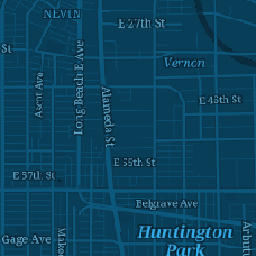 NEVIN
E 27th St
St
Vernon
Ascot Ave
Long Beach Ave E
Alameda St
E 48th St
E 55th St
E 57th St
Belgrave Ave
Huntington
Park
Gage Ave